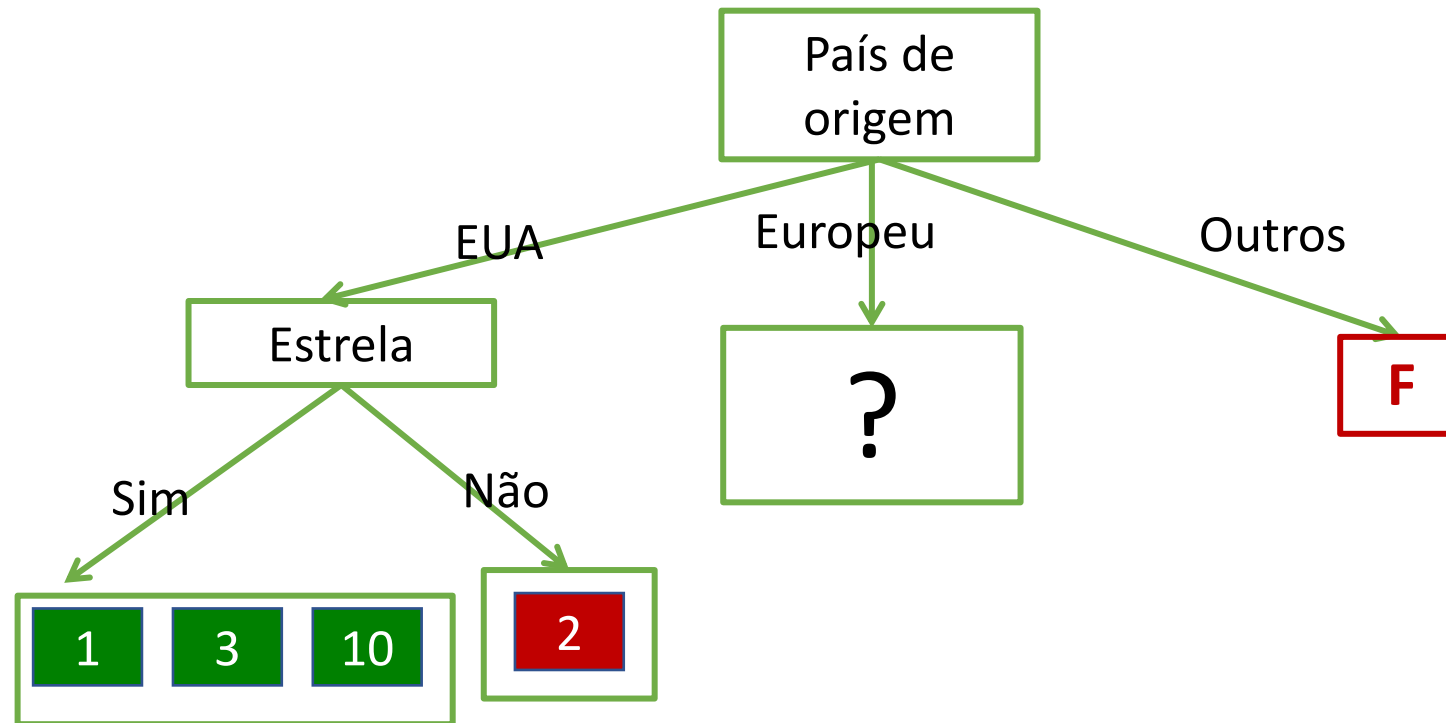 País de
origem
EUA
Europeu
Outros
Estrela
?
F
Sim
Não
1
3
10
2